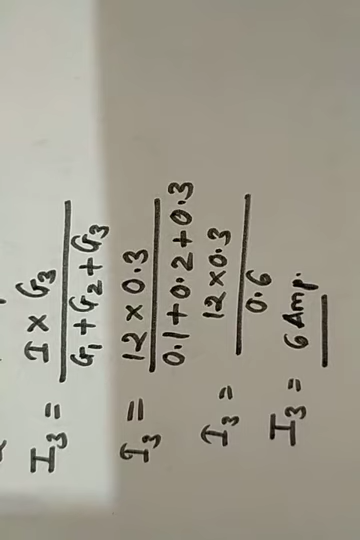 I₃ = I × G₃ / G₁ + G₂ + G₃
I₃ = 12 × 0.3 / 0.1 + 0.2 + 0.3
I₃ = 12 × 0.3 / 0.6
I₃ = 6 Amp.